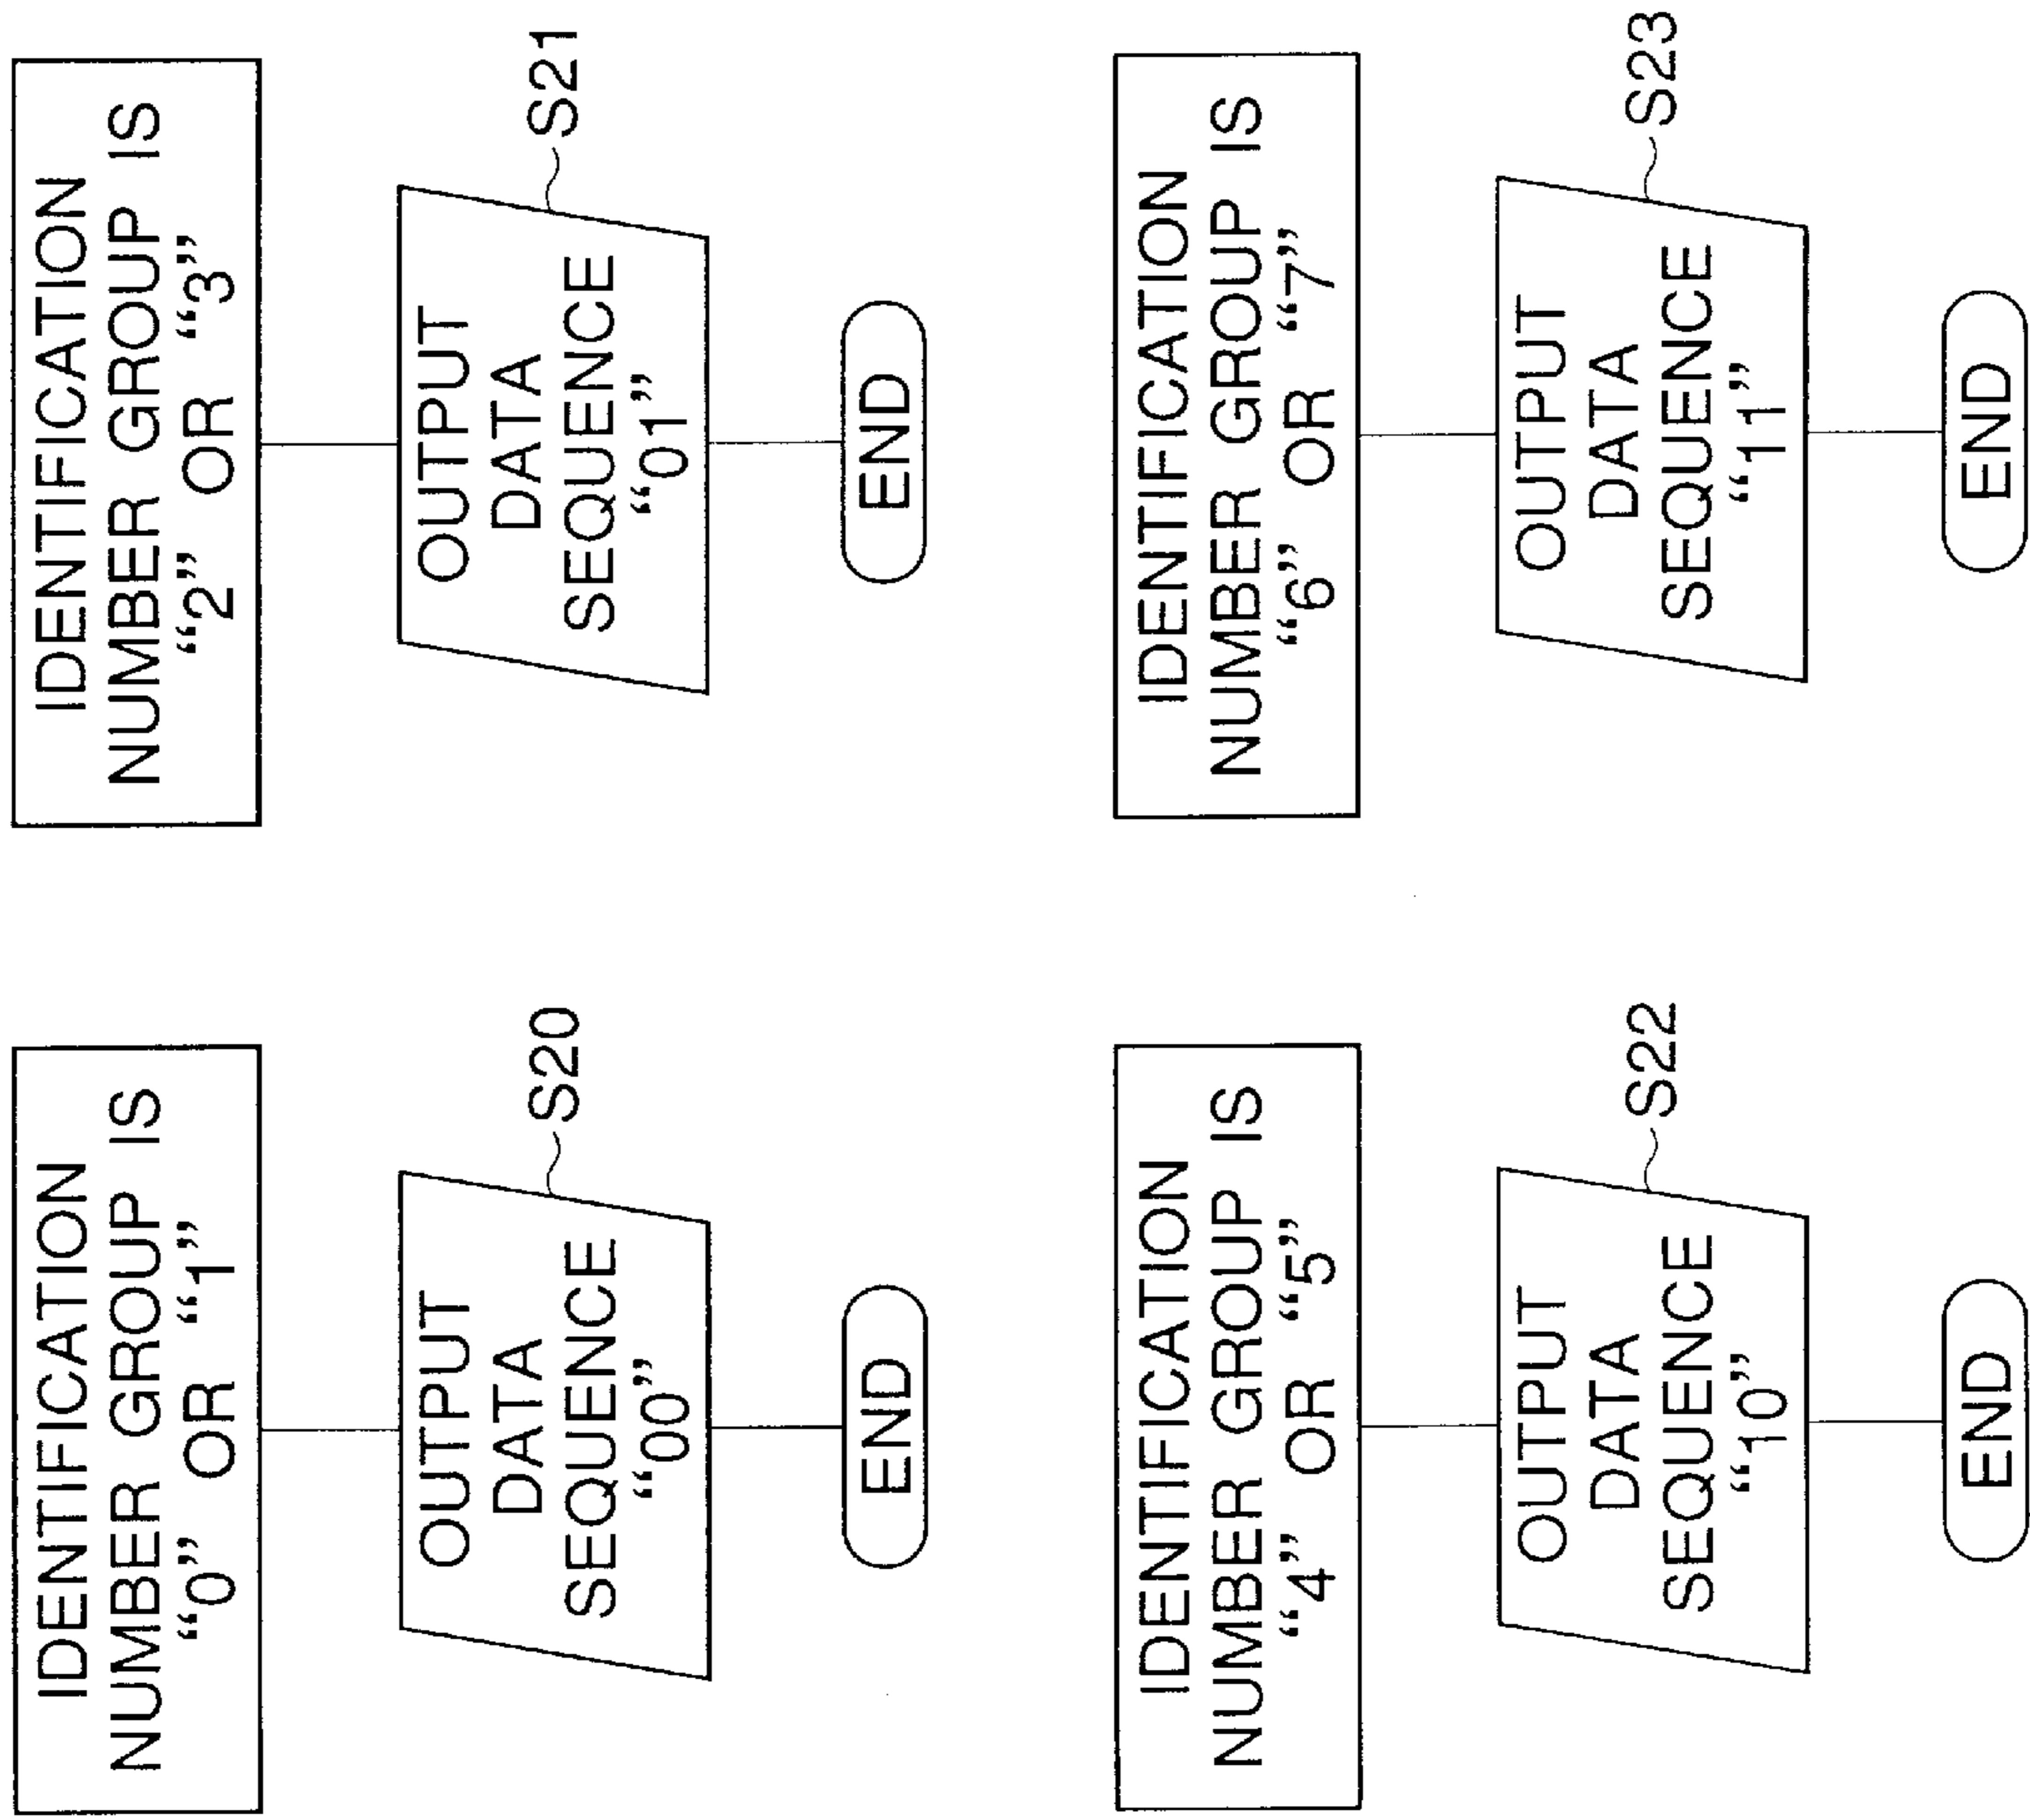 IDENTIFICATION
NUMBER GROUP IS
“0” OR “1”
OUTPUT
DATA
SEQUENCE
“00”
S20
END
IDENTIFICATION
NUMBER GROUP IS
“2” OR “3”
OUTPUT
DATA
SEQUENCE
“01”
S21
END
IDENTIFICATION
NUMBER GROUP IS
“4” OR “5”
OUTPUT
DATA
SEQUENCE
“10”
S22
END
IDENTIFICATION
NUMBER GROUP IS
“6” OR “7”
OUTPUT
DATA
SEQUENCE
“11”
S23
END